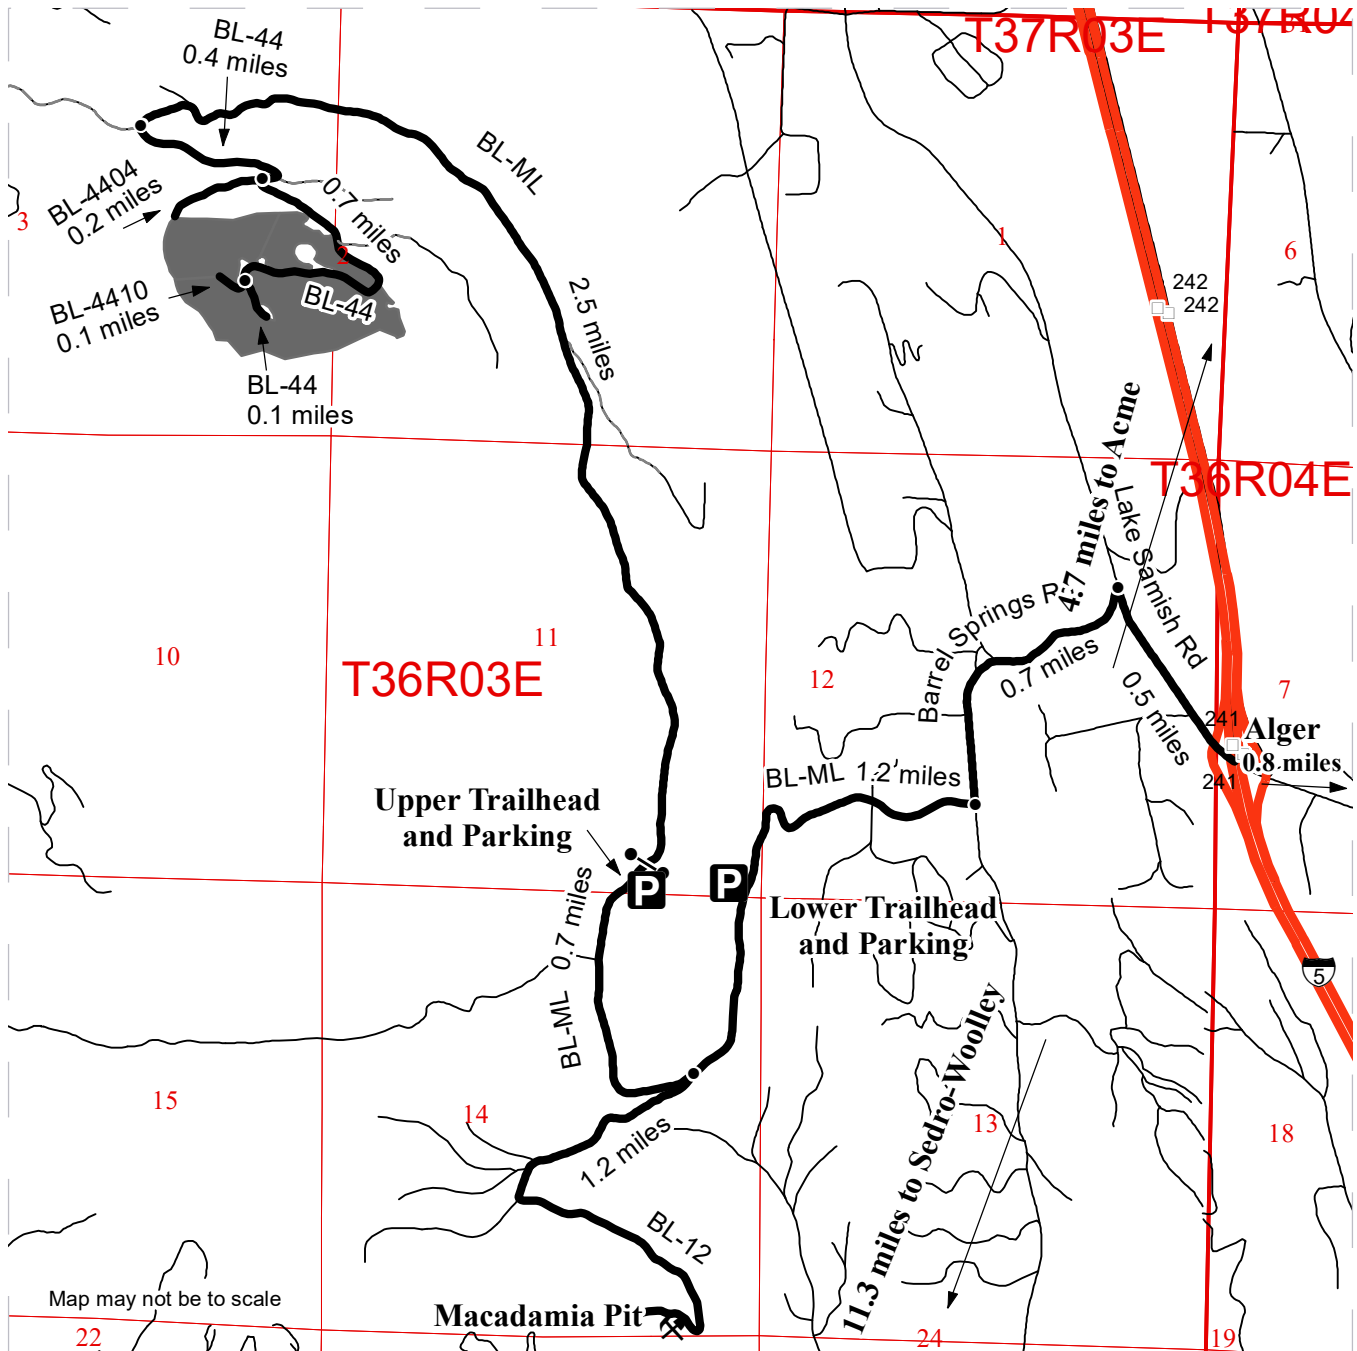 T37R03E
T37R04
31
BL-44
0.4 miles
BL-ML
BL-4404
0.2 miles
0.7 miles
3
2
1
6
BL-4410
0.1 miles
BL-44
2.5 miles
242
242
BL-44
0.1 miles
4.7 miles to Acme
T36R04E
Lake Samish Rd
Barrel Springs R
10
11
T36R03E
12
0.7 miles
0.5 miles
7
241
Alger
0.8 miles
241
BL-ML 1.2 miles
Upper Trailhead
and Parking
P
P
Lower Trailhead
and Parking
0.7 miles
BL-ML
5
11.3 miles to Sedro-Woolley
15
14
13
18
1.2 miles
BL-12
Map may not be to scale
Macadamia Pit
22
24
19